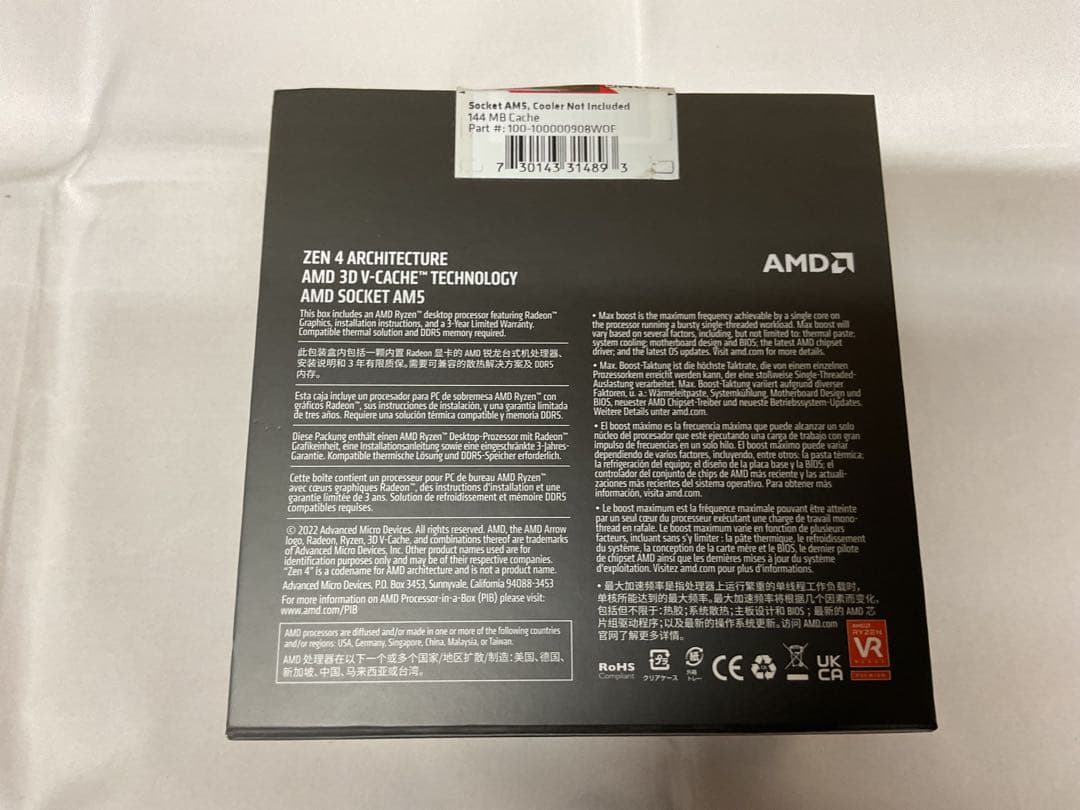 Socket AM5, Cooler Not Included
144 MB Cache
Part #: 100-100000908WOF
7 30143 31489 3
ZEN 4 ARCHITECTURE
AMD 3D V-CACHE™ TECHNOLOGY
AMD SOCKET AM5
This box includes an AMD Ryzen™ desktop processor featuring Radeon™
Graphics, installation instructions, and a 3-Year Limited Warranty.
Compatible thermal solution and DDR5 memory required.
此包装盒内包括一颗内置 Radeon 显卡的 AMD 锐龙台式机处理器、
安装说明和 3 年有限质保。需要可兼容的散热解决方案及 DDR5
内存。
Esta caja incluye un procesador para PC de sobremesa AMD Ryzen™ con
gráficos Radeon™, sus instrucciones de instalación, y una garantía limitada
de tres años. Requiere una solución térmica compatible y memoria DDR5.
Diese Packung enthält einen AMD Ryzen™ Desktop-Prozessor mit Radeon™
Grafikeinheit, eine Installationsanleitung sowie eine eingeschränkte 3-Jahres-
Garantie. Kompatible thermische Lösung und DDR5-Speicher erforderlich.
Cette boîte contient un processeur pour PC de bureau AMD Ryzen™
avec cœurs graphiques Radeon™, des instructions d'installation et une
garantie limitée de 3 ans. Solution de refroidissement et mémoire DDR5
compatibles requises.
© 2022 Advanced Micro Devices. All rights reserved. AMD, the AMD Arrow
logo, Radeon, Ryzen, 3D V-Cache, and combinations thereof are trademarks
of Advanced Micro Devices, Inc. Other product names used are for
identification purposes only and may be of their respective companies.
"Zen 4" is a codename for AMD architecture and is not a product name.
Advanced Micro Devices, P.O. Box 3453, Sunnyvale, California 94088-3453
For more information on AMD Processor-in-a-Box (PIB) please visit:
www.amd.com/PIB
AMD processors are diffused and/or made in one or more of the following countries
and/or regions: USA, Germany, Singapore, China, Malaysia, or Taiwan.
AMD 处理器在以下一个或多个国家/地区扩散/制造：美国、德国、
新加坡、中国、马来西亚或台湾。
AMD
• Max boost is the maximum frequency achievable by a single core on
the processor running a bursty single-threaded workload. Max boost will
vary based on several factors, including, but not limited to: thermal paste;
system cooling; motherboard design and BIOS; the latest AMD chipset
driver; and the latest OS updates. Visit amd.com for more details.
• Max. Boost-Taktung ist die höchste Taktrate, die von einem einzelnen
Prozessorkern erreicht werden kann, der eine stoßweise Single-Threaded-
Auslastung verarbeitet. Max. Boost-Taktung variiert aufgrund diverser
Faktoren, u. a.: Wärmeleitpaste, Systemkühlung, Motherboard Design und
BIOS, neuester AMD Chipset-Treiber und neueste Betriebssystem-Updates.
Weitere Details unter amd.com.
• El boost máximo es la frecuencia máxima que puede alcanzar un solo
núcleo del procesador que esté ejecutando una carga de trabajo con gran
impulso de frecuencias en un solo hilo. El boost máximo puede variar
dependiendo de varios factores, incluyendo, entre otros: la pasta térmica;
la refrigeración del equipo; el diseño de la placa base y la BIOS; el
controlador del conjunto de chips de AMD más reciente y las actuali-
zaciones más recientes del sistema operativo. Para obtener más
información, visita amd.com.
• Le boost maximum est la fréquence maximale pouvant être atteinte
par un seul cœur du processeur exécutant une charge de travail mono-
thread en rafale. Le boost maximum varie en fonction de plusieurs
facteurs, incluant sans s'y limiter : la pâte thermique, le refroidissement
du système, la conception de la carte mère et le BIOS, le dernier pilote
de chipset AMD ainsi que les dernières mises à jour du système
d'exploitation. Visitez amd.com pour plus d'informations.
• 最大加速频率是指处理器上运行繁重的单线程工作负载时，
单核所能达到的最大频率。最大加速频率将根据几个因素而变化，
包括但不限于：热胶；系统散热；主板设计和 BIOS；最新的 AMD 芯
片组驱动程序；以及最新的操作系统更新。访问 AMD.com
官网了解更多详情。
RoHS
Compliant
プラ
クリアケース
紙
外箱
トレー
CE
UK
CA
AMD
RYZEN
VR
READY
PREMIUM